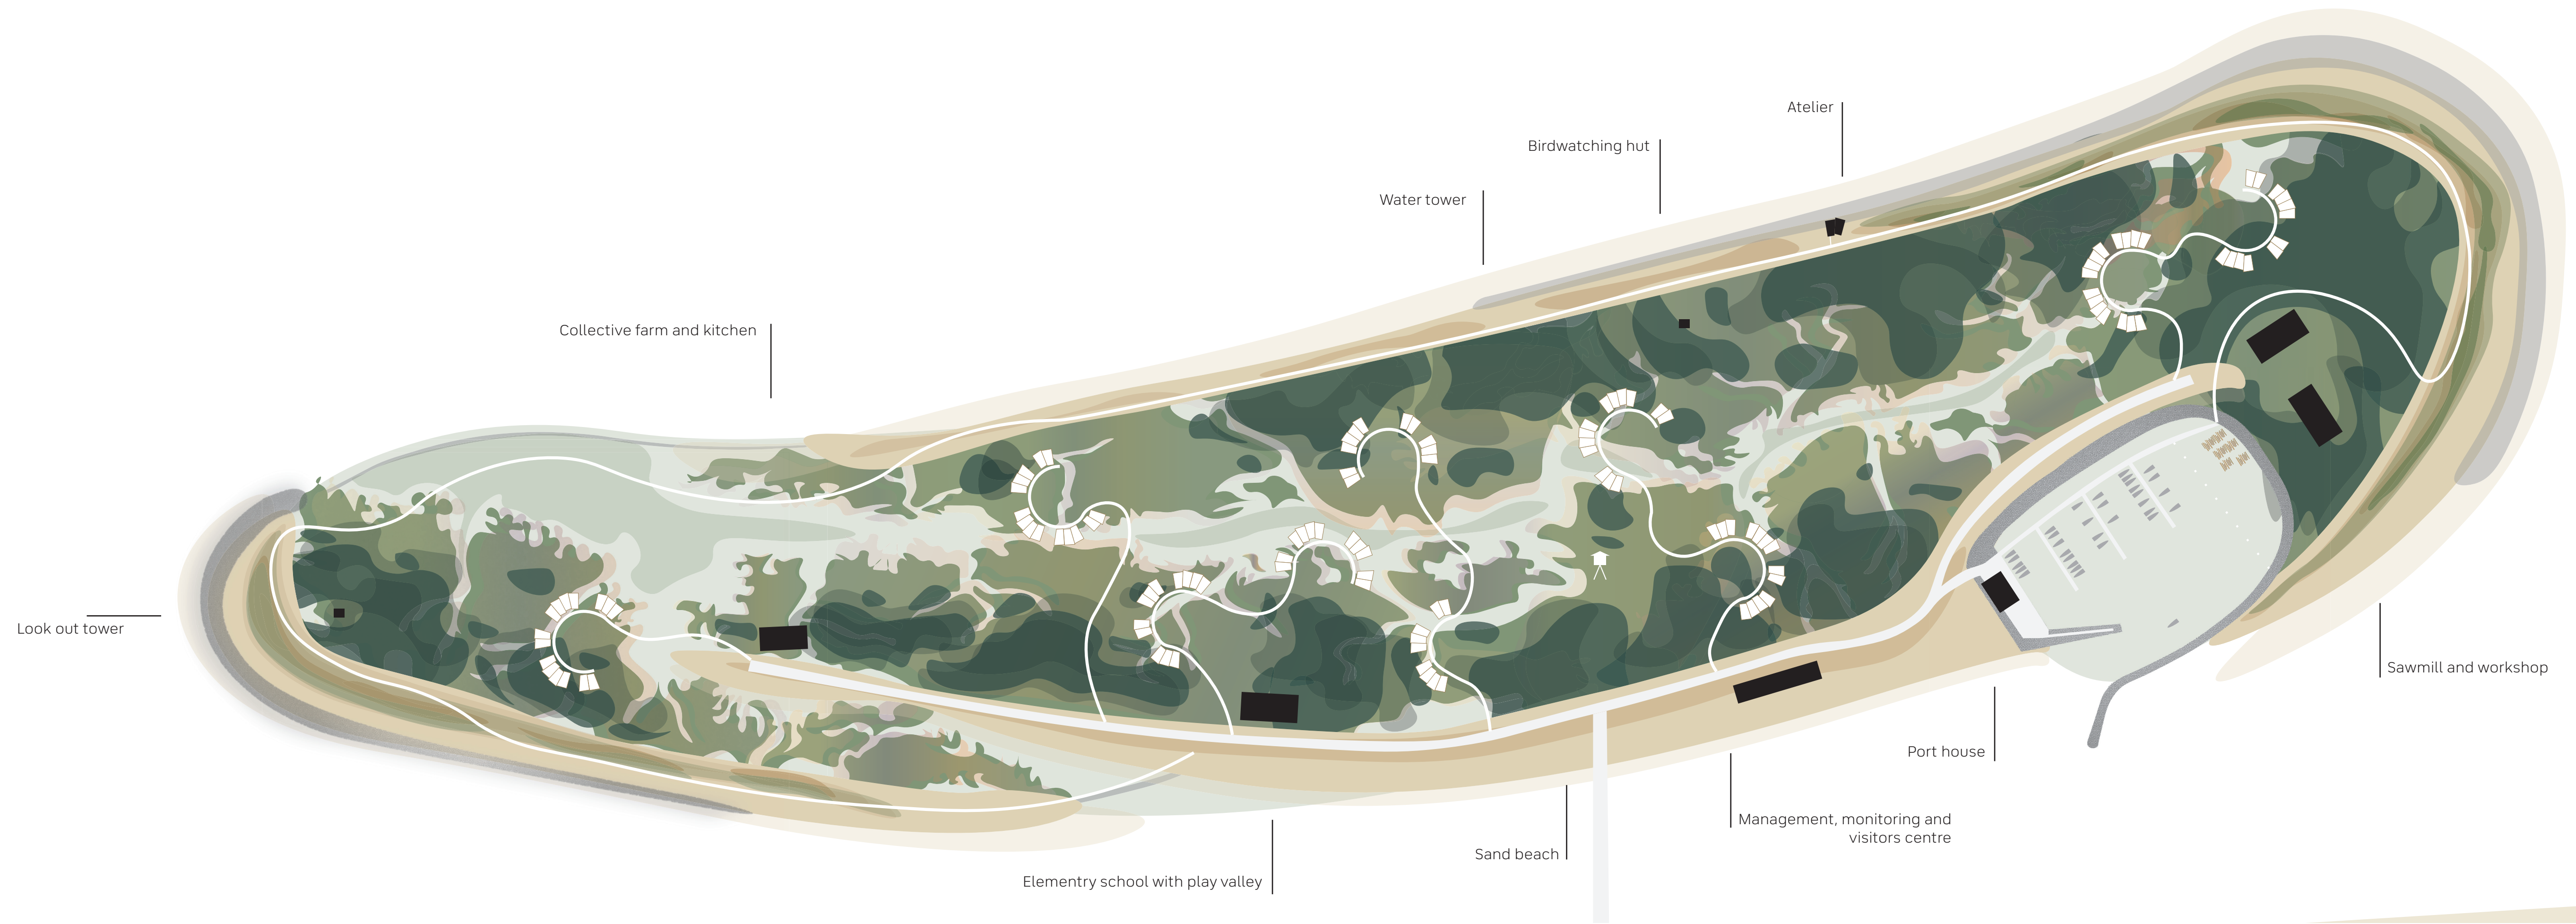 Atelier
Birdwatching hut
Water tower
Collective farm and kitchen
Look out tower
Sawmill and workshop
Port house
Management, monitoring and
visitors centre
Sand beach
Elementry school with play valley